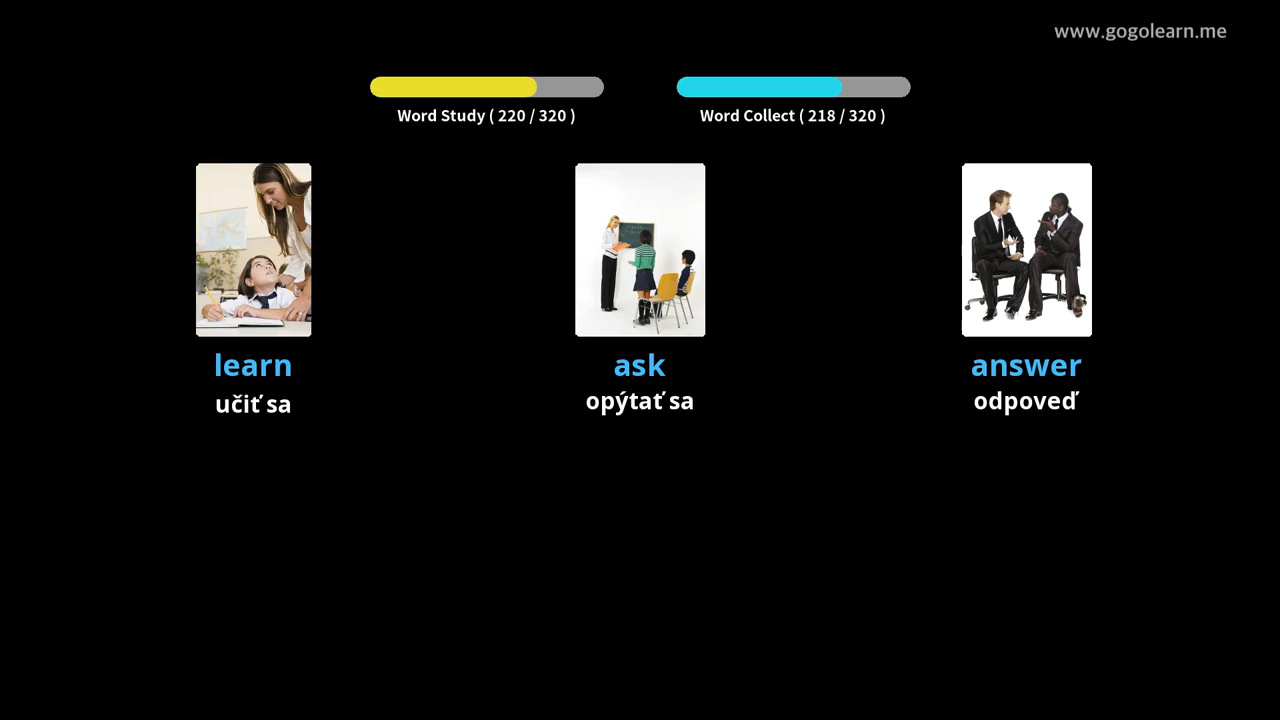 www.gogolearn.me
Word Study ( 220 / 320 )
Word Collect ( 218 / 320 )
learn
učiť sa
ask
opýtať sa
answer
odpoveď